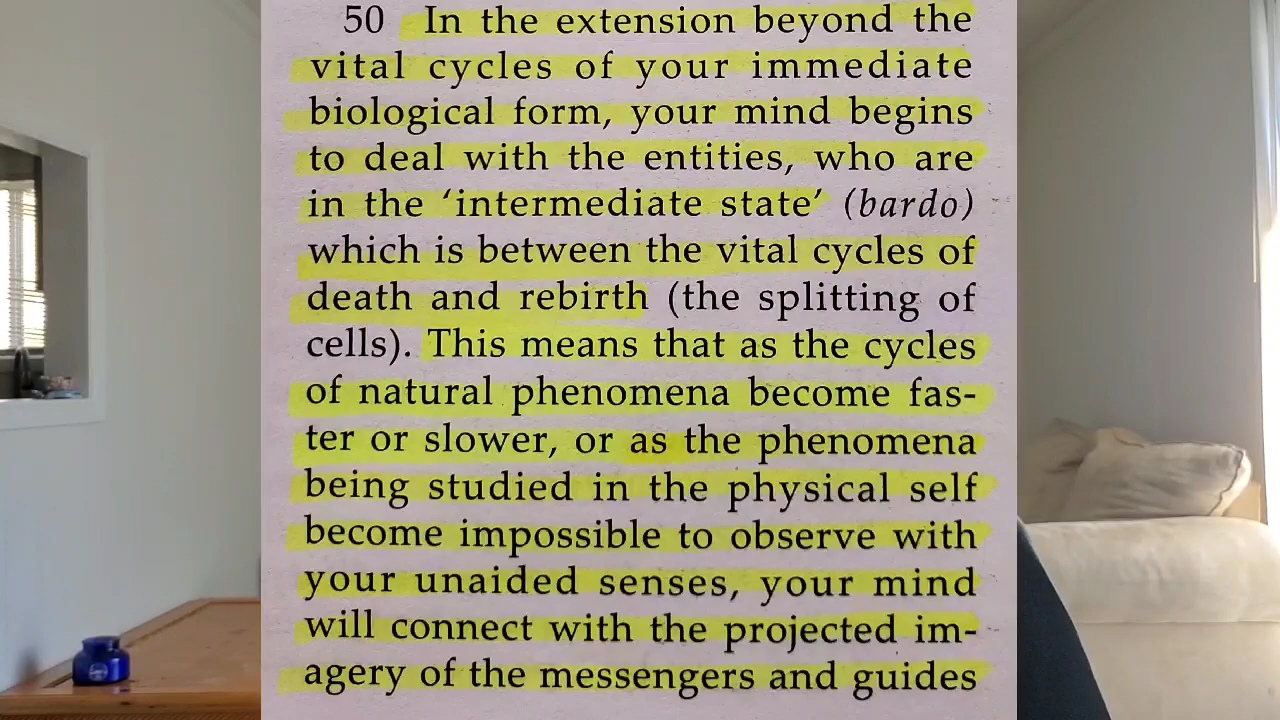 50 In the extension beyond the
vital cycles of your immediate
biological form, your mind begins
to deal with the entities, who are
in the ‘intermediate state’ (bardo)
which is between the vital cycles of
death and rebirth (the splitting of
cells). This means that as the cycles
of natural phenomena become fas-
ter or slower, or as the phenomena
being studied in the physical self
become impossible to observe with
your unaided senses, your mind
will connect with the projected im-
agery of the messengers and guides